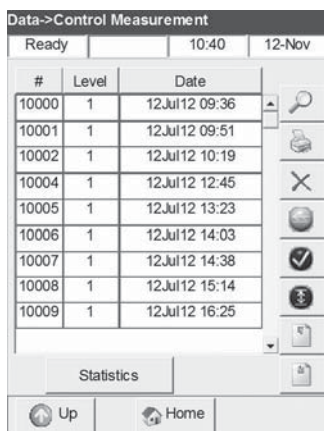 Data->Control Measurement
Ready 10:40 12-Nov
# Level Date
10000 1 12Jul12 09:36
10001 1 12Jul12 09:51
10002 1 12Jul12 10:19
10004 1 12Jul12 12:45
10005 1 12Jul12 13:23
10006 1 12Jul12 14:03
10007 1 12Jul12 14:38
10008 1 12Jul12 15:14
10009 1 12Jul12 16:25
Statistics
Up Home